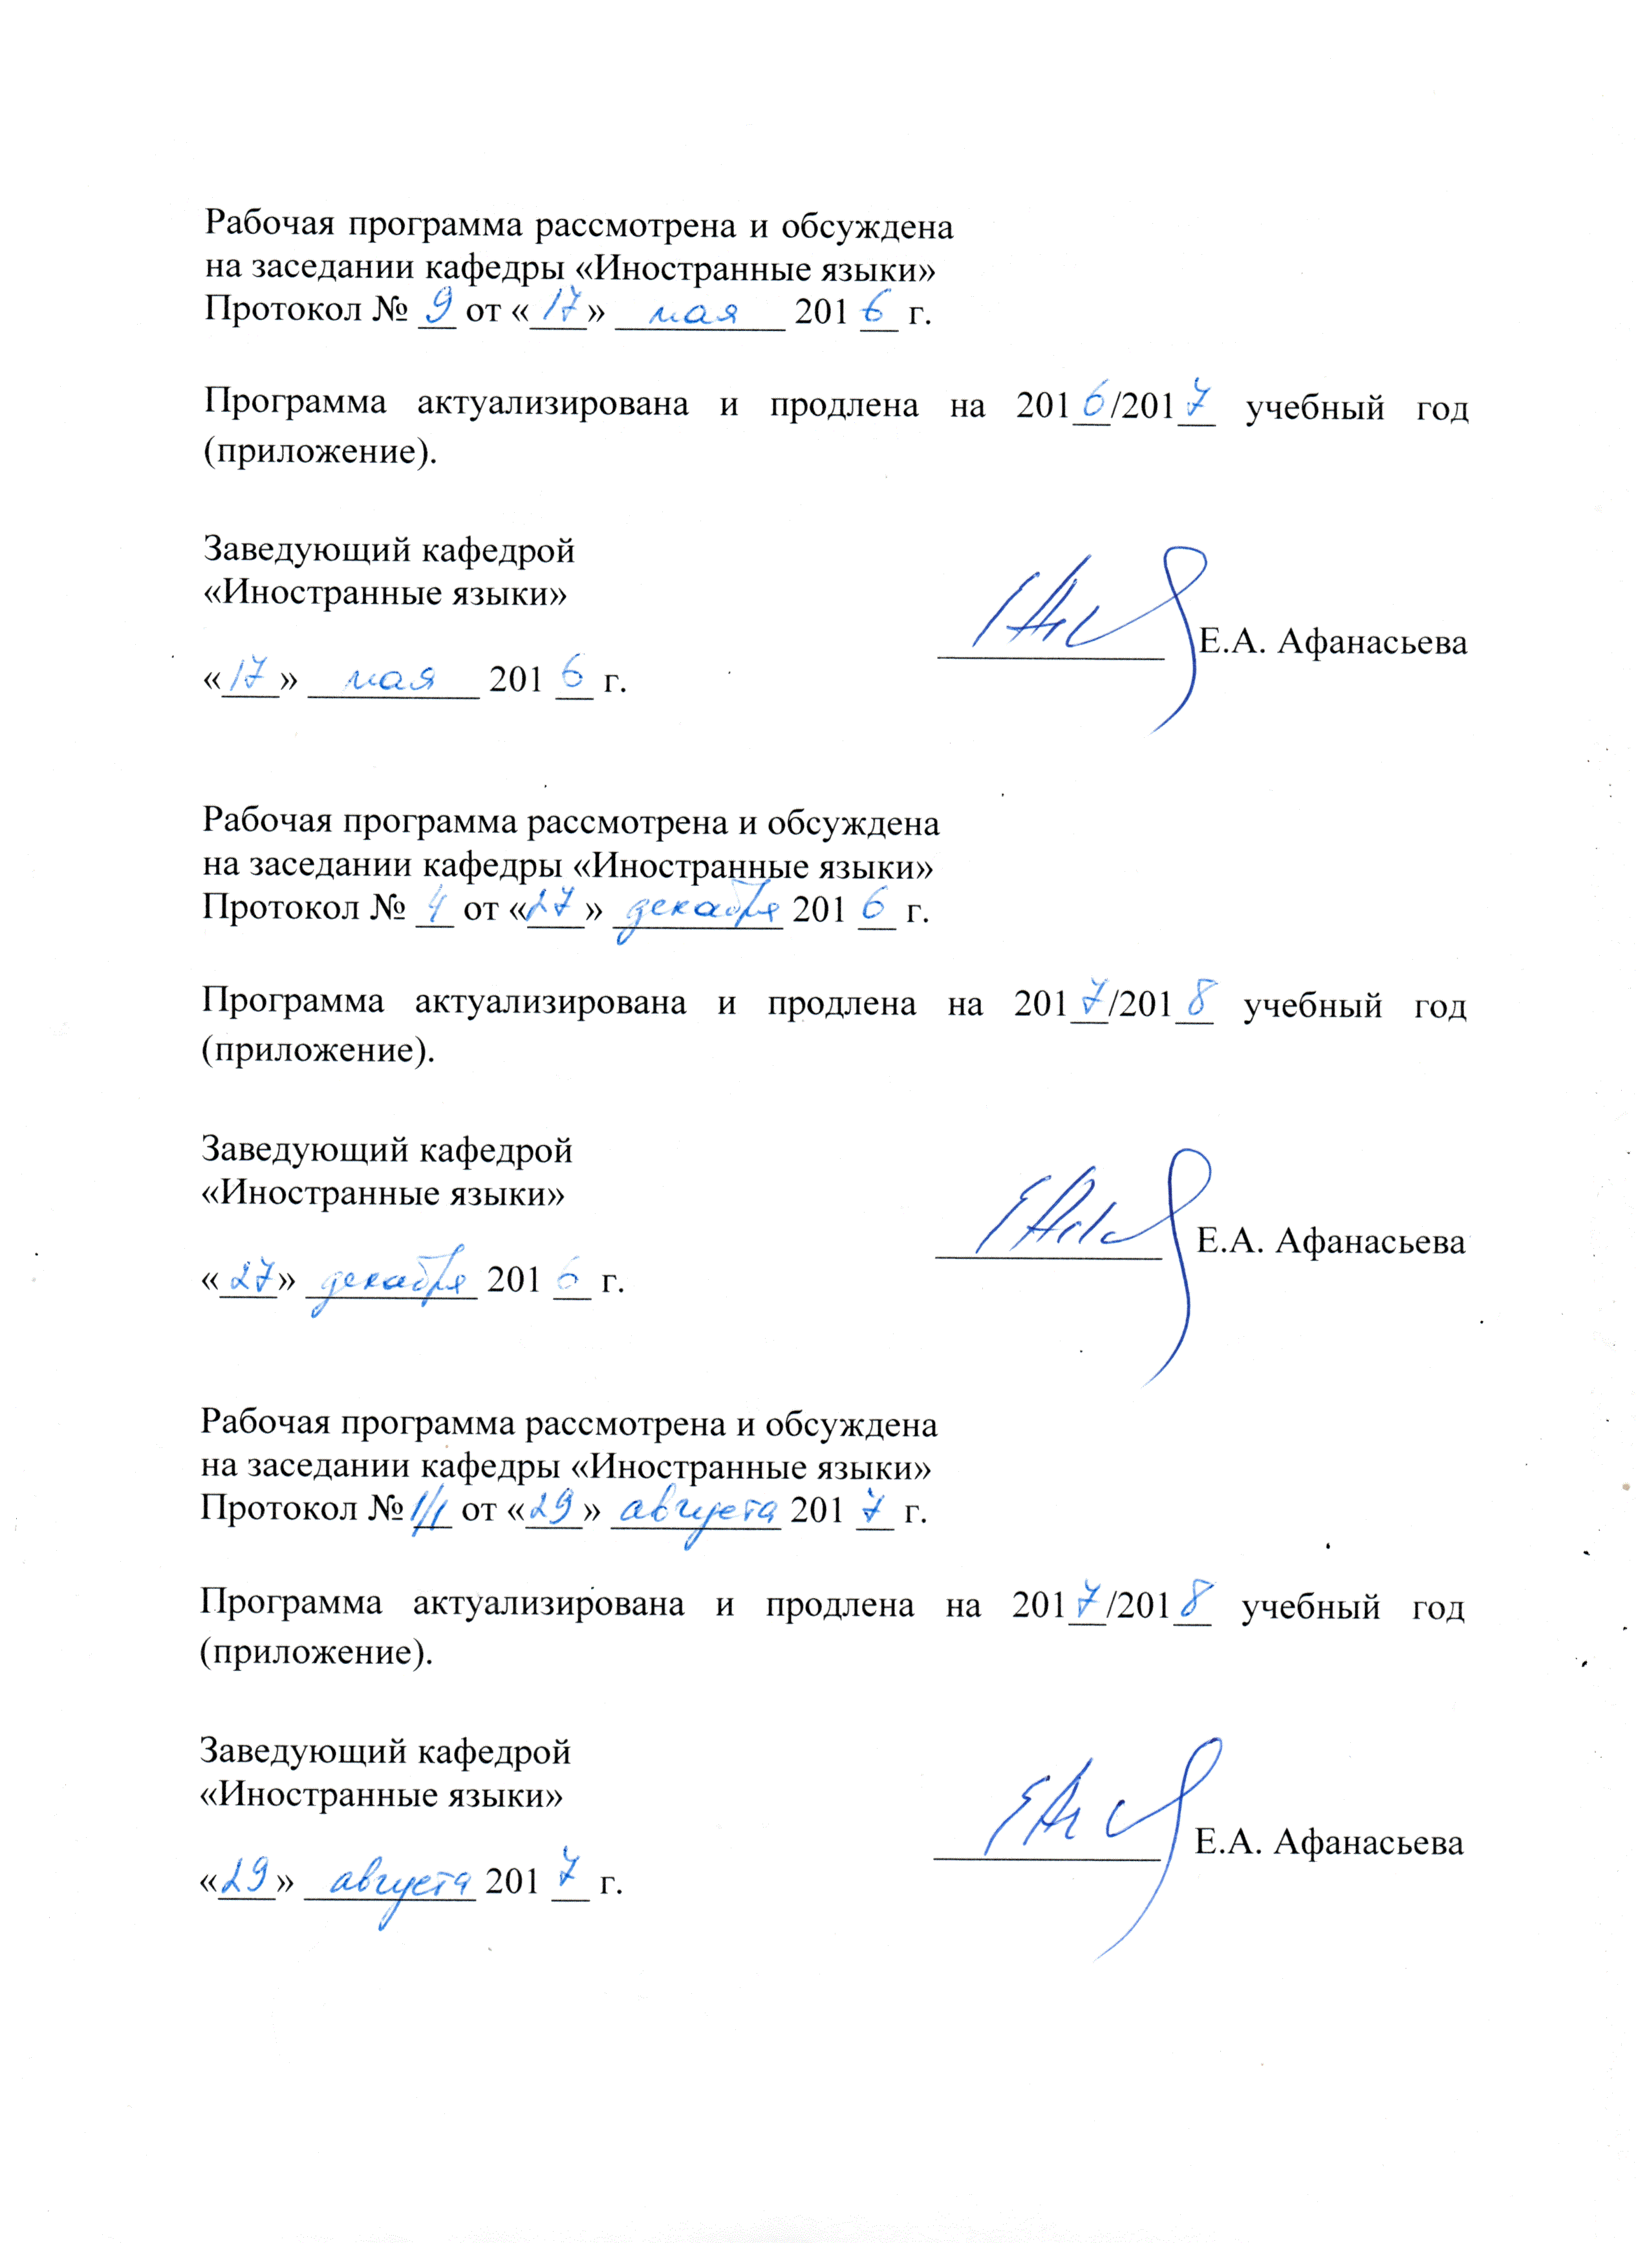 Рабочая программа рассмотрена и обсуждена
на заседании кафедры «Иностранные языки»
Протокол № 9 от «17» мая 2016 г.
Программа актуализирована и продлена на 2016/2017 учебный год
(приложение).
Заведующий кафедрой
«Иностранные языки»
Е.А. Афанасьева
«17» мая 2016 г.
Рабочая программа рассмотрена и обсуждена
на заседании кафедры «Иностранные языки»
Протокол № 4 от «27» декабря 2016 г.
Программа актуализирована и продлена на 2017/2018 учебный год
(приложение).
Заведующий кафедрой
«Иностранные языки»
Е.А. Афанасьева
«27» декабря 2016 г.
Рабочая программа рассмотрена и обсуждена
на заседании кафедры «Иностранные языки»
Протокол № 1/1 от «29» августа 2017 г.
Программа актуализирована и продлена на 2017/2018 учебный год
(приложение).
Заведующий кафедрой
«Иностранные языки»
Е.А. Афанасьева
«29» августа 2017 г.